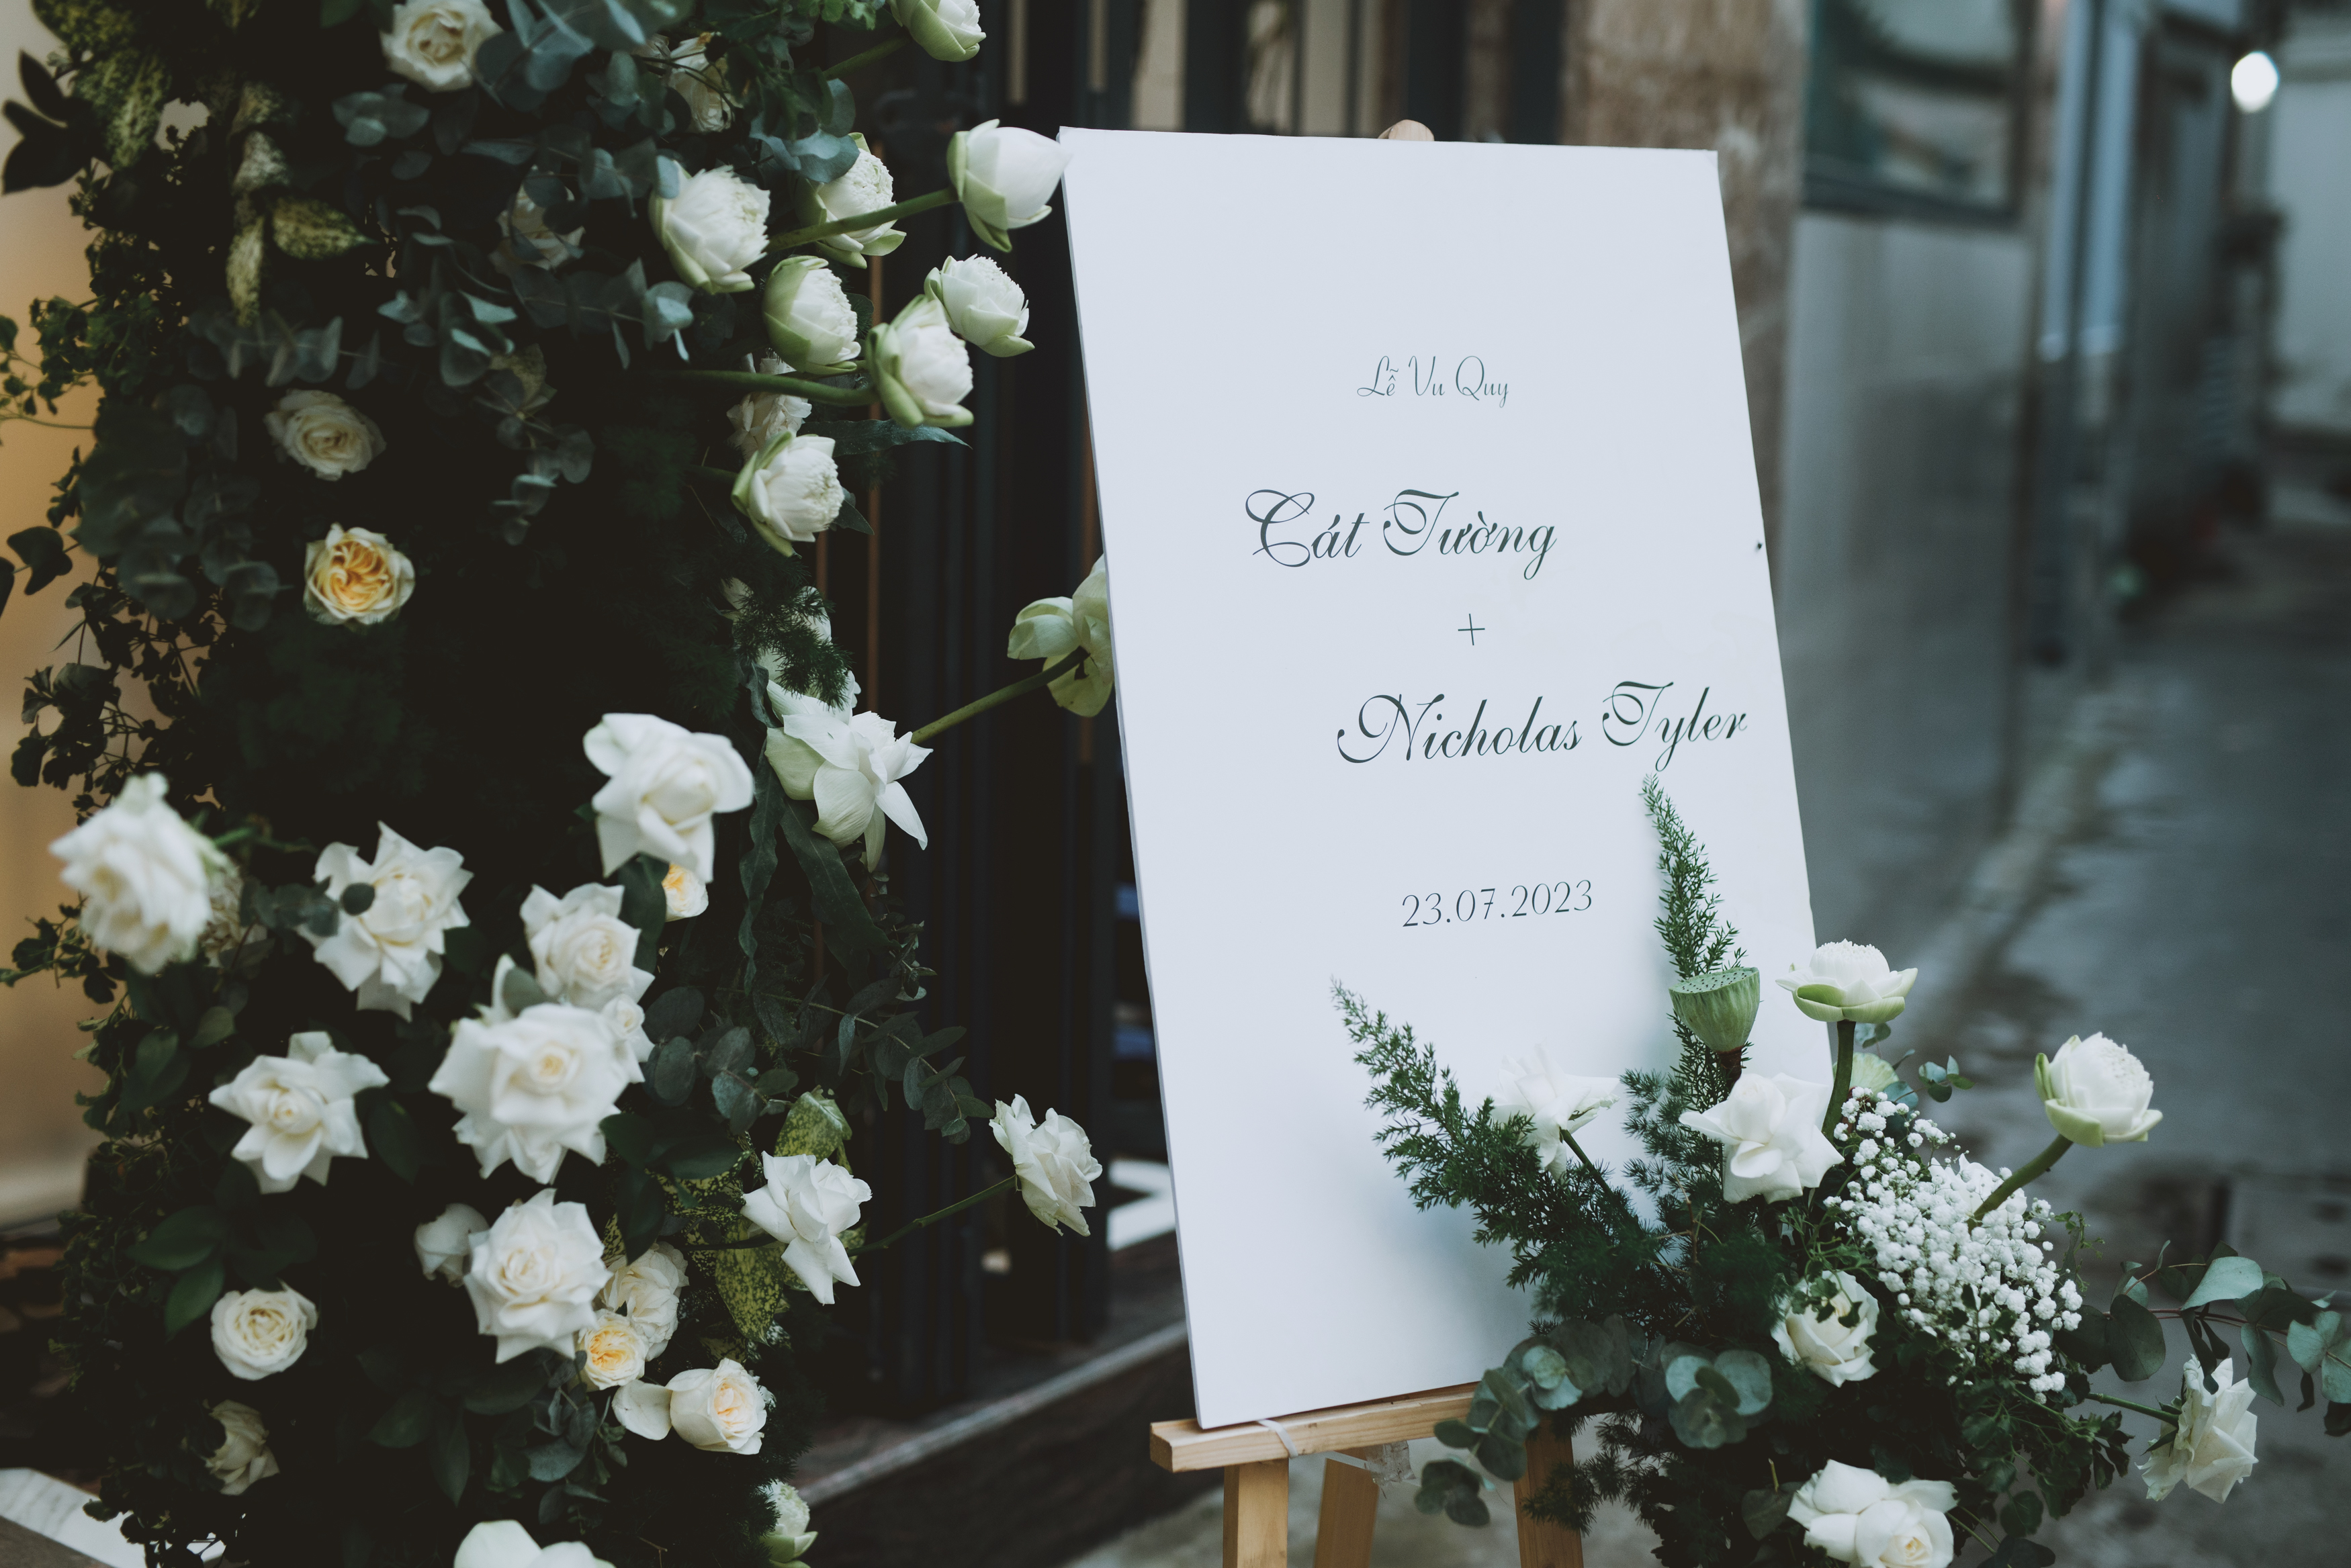 Lễ Vu Quy
Cát Tường
+
Nicholas Tyler
23.07.2023